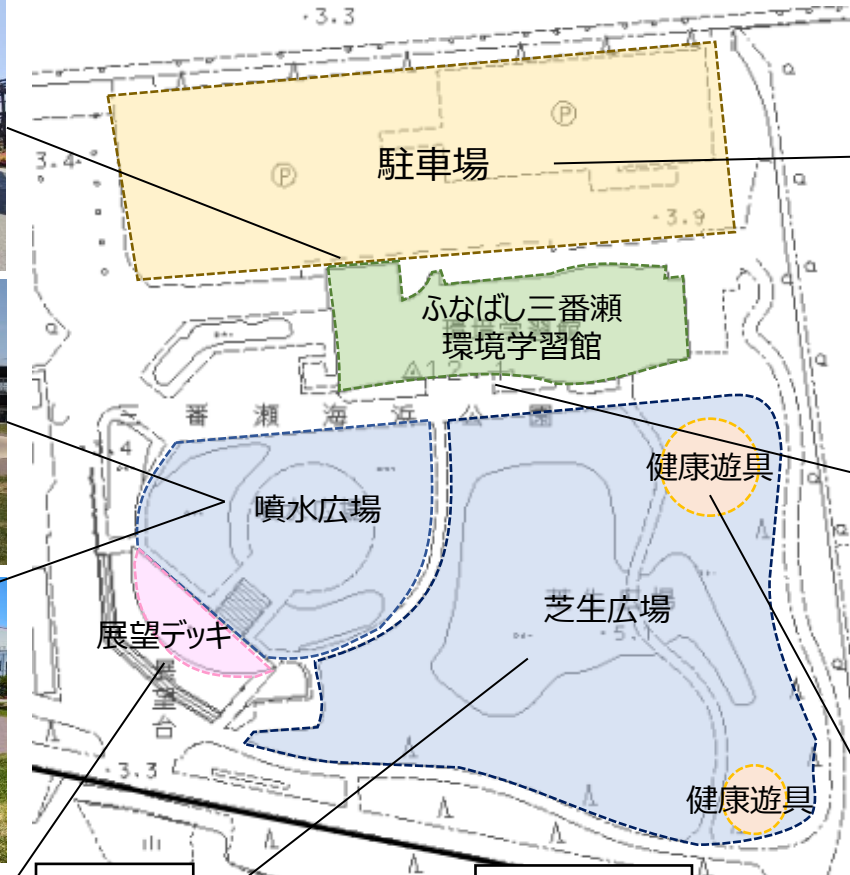 ・3.3
3.4
Ⓟ
Ⓟ
駐車場
・3.9
ふなばし三番瀬
環境学習館
し三番瀬海浜公園
噴水広場
健康遊具
芝生広場
・5.1
展望デッキ
展望台
・3.3
健康遊具